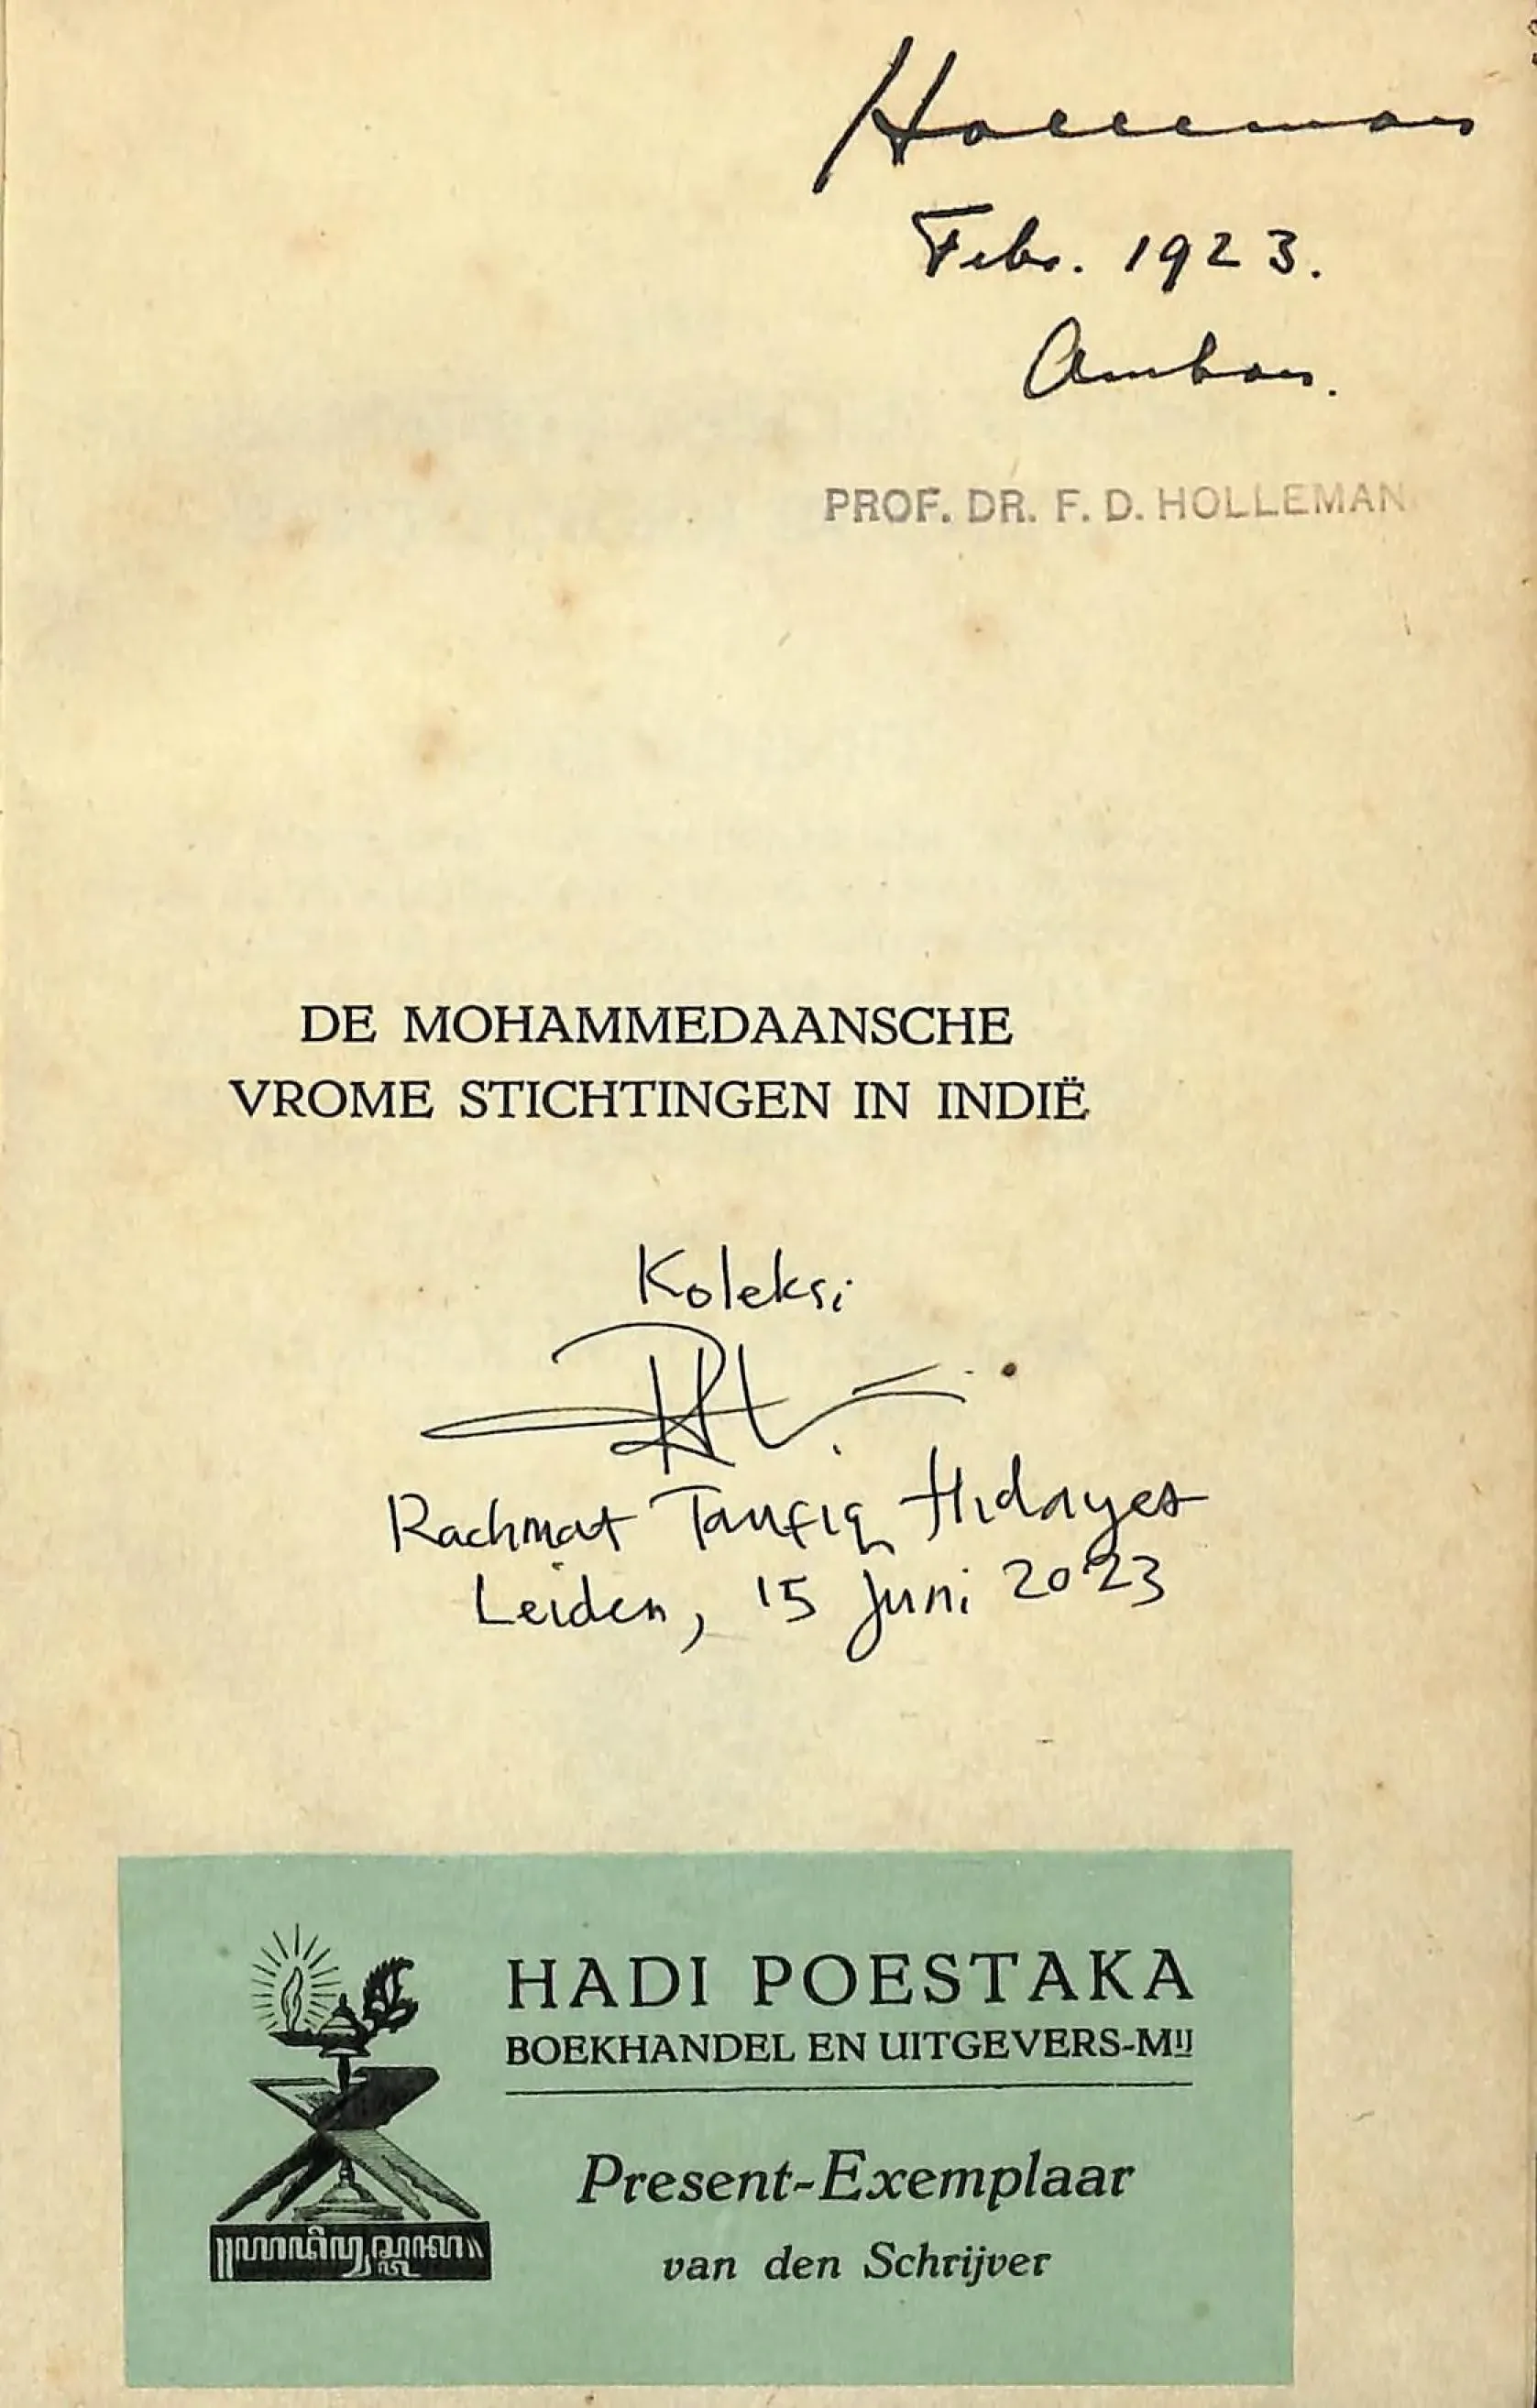 Holleman
Febr. 1923.
Ambon.
PROF. DR. F. D. HOLLEMAN
DE MOHAMMEDAANSCHE
VROME STICHTINGEN IN INDIË
Koleksi
Rachmat Taufiq Hidayat
Leiden, 15 Juni 2023
HADI POESTAKA
BOEKHANDEL EN UITGEVERS-MIJ
Present-Exemplaar
van den Schrijver